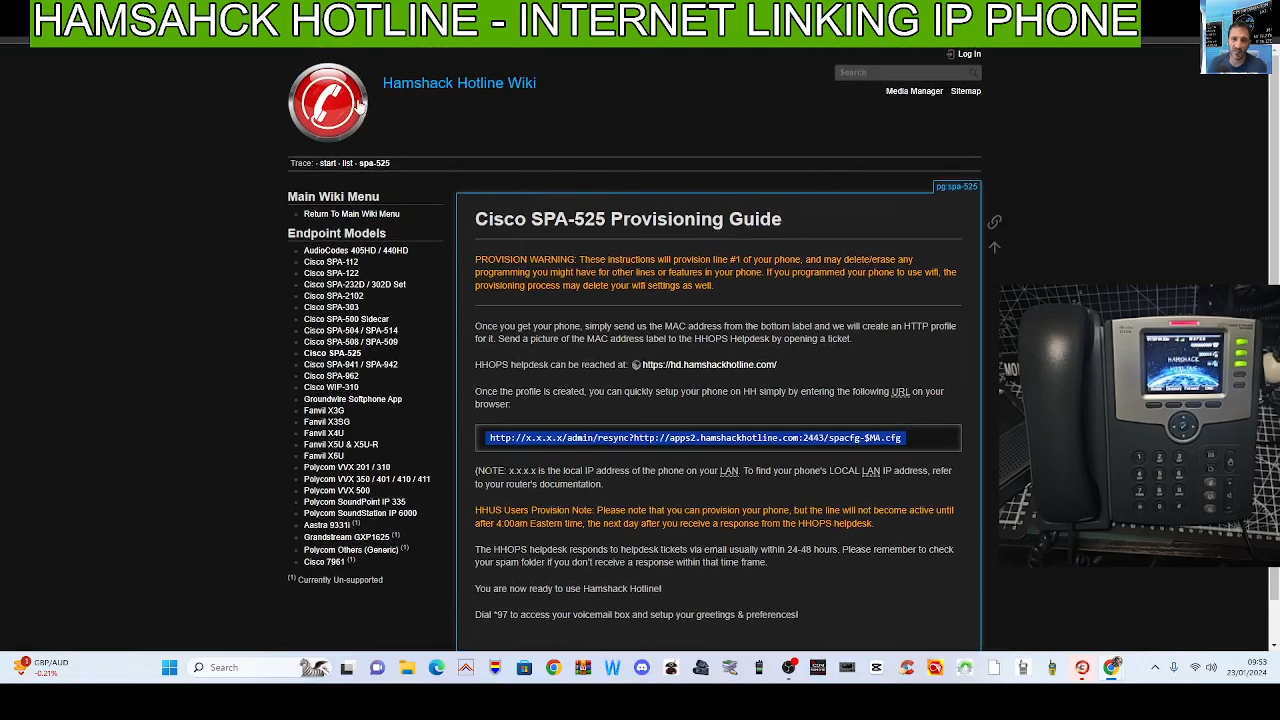 HAMSAHCK HOTLINE - INTERNET LINKING IP PHONE
Log In
Hamshack Hotline Wiki
Search
Media Manager Sitemap
Trace: · start · list · spa-525
pg:spa-525
Main Wiki Menu
Return To Main Wiki Menu
Endpoint Models
AudioCodes 405HD / 440HD
Cisco SPA-112
Cisco SPA-122
Cisco SPA-232D / 302D Set
Cisco SPA-2102
Cisco SPA-303
Cisco SPA-500 Sidecar
Cisco SPA-504 / SPA-514
Cisco SPA-508 / SPA-509
Cisco SPA-525
Cisco SPA-941 / SPA-942
Cisco SPA-962
Cisco WIP-310
Groundwire Softphone App
Fanvil X3G
Fanvil X3SG
Fanvil X4U
Fanvil X5U & X5U-R
Fanvil X6U
Polycom VVX 201 / 310
Polycom VVX 350 / 401 / 410 / 411
Polycom VVX 500
Polycom SoundPoint IP 335
Polycom SoundStation IP 6000
Aastra 9331i (1)
Grandstream GXP1625 (1)
Polycom Others (Generic) (1)
Cisco 7961 (1)
(1) Currently Un-supported
Cisco SPA-525 Provisioning Guide
PROVISION WARNING: These instructions will provision line #1 of your phone, and may delete/erase any
programming you might have for other lines or features in your phone. If you programmed your phone to use wifi, the
provisioning process may delete your wifi settings as well.
Once you get your phone, simply send us the MAC address from the bottom label and we will create an HTTP profile
for it. Send a picture of the MAC address label to the HHOPS Helpdesk by opening a ticket.
HHOPS helpdesk can be reached at: https://hd.hamshackhotline.com/
Once the profile is created, you can quickly setup your phone on HH simply by entering the following URL on your
browser:
http://x.x.x.x/admin/resync?http://apps2.hamshackhotline.com:2443/spacfg-$MA.cfg
(NOTE: x.x.x.x is the local IP address of the phone on your LAN. To find your phone's LOCAL LAN IP address, refer
to your router's documentation.
HHUS Users Provision Note: Please note that you can provision your phone, but the line will not become active until
after 4:00am Eastern time, the next day after you receive a response from the HHOPS helpdesk.
The HHOPS helpdesk responds to helpdesk tickets via email usually within 24-48 hours. Please remember to check
your spam folder if you don't receive a response within that time frame.
You are now ready to use Hamshack Hotline!
Dial *97 to access your voicemail box and setup your greetings & preferences!
HAMSHACK
HOTLINE
GBP/AUD
-0.21%
Search
09:53
23/01/2024